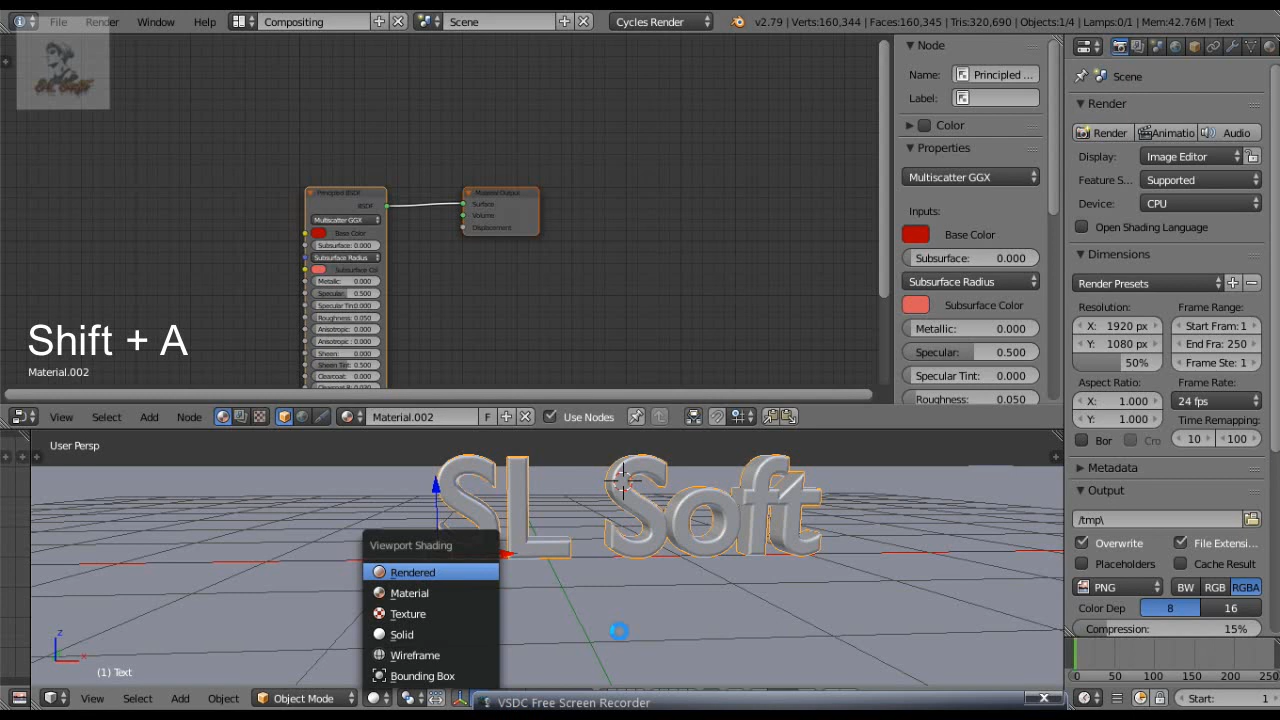 File Render Window Help Compositing Scene Cycles Render v2.79 | Verts:160,344 | Faces:160,345 | Tris:320,690 | Objects:1/4 | Lamps:0/1 | Mem:42.76M | Text
Principled BSDF
BSDF
Multiscatter GGX
Base Color
Subsurface: 0.000
Subsurface Radius
Subsurface Col
Metallic: 0.000
Specular: 0.500
Specular Tin:0.000
Roughness: 0.050
Anisotropic: 0.000
Anisotropic : 0.000
Sheen: 0.000
Sheen Tint: 0.500
Clearcoat: 0.000
Material Output
Surface
Volume
Displacement
Shift + A
Material.002
Node
Name: Principled ...
Label:
Color
Properties
Multiscatter GGX
Inputs:
Base Color
Subsurface: 0.000
Subsurface Radius
Subsurface Color
Metallic: 0.000
Specular: 0.500
Specular Tint: 0.000
Roughness: 0.050
Scene
Render
Render Animatio Audio
Display: Image Editor
Feature S... Supported
Device: CPU
Open Shading Language
Dimensions
Render Presets
Resolution: Frame Range:
X: 1920 px Start Fram: 1
Y: 1080 px End Fra: 250
50% Frame Ste: 1
Aspect Ratio: Frame Rate:
X: 1.000 24 fps
Y: 1.000 Time Remapping:
Bor Cro 10 100
Metadata
Output
/tmp\
Overwrite File Extensi...
Placeholders Cache Result
PNG BW RGB RGBA
Color Dep 8 16
Compression: 15%
0 50 100 150 200 250
Start: 1
View Select Add Node Material.002 F Use Nodes
User Persp
SL Soft
Viewport Shading
Rendered
Material
Texture
Solid
Wireframe
Bounding Box
z
x
(1) Text
View Select Add Object Object Mode
VSDC Free Screen Recorder